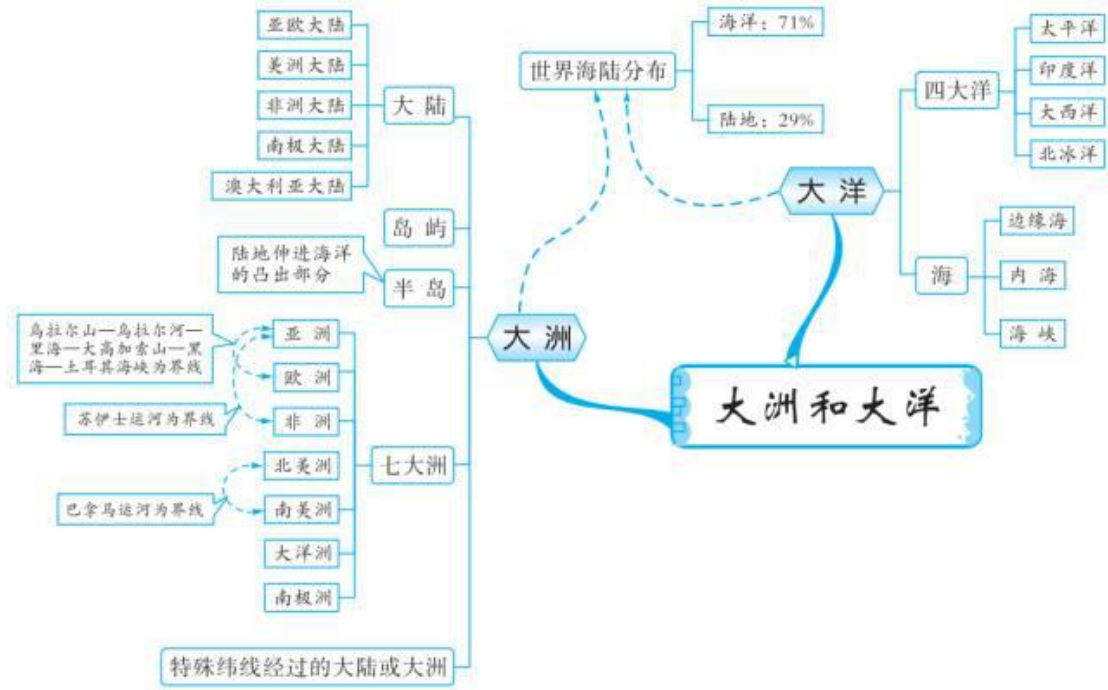 大洲和大洋
大洲
大陆
亚欧大陆
美洲大陆
非洲大陆
南极大陆
澳大利亚大陆
岛屿
半岛
陆地伸进海洋
的凸出部分
七大洲
亚洲
欧洲
非洲
北美洲
南美洲
大洋洲
南极洲
乌拉尔山—乌拉尔河—
里海—大高加索山—黑
海—土耳其海峡为界线
苏伊士运河为界线
巴拿马运河为界线
特殊纬线经过的大陆或大洲
世界海陆分布
海洋：71%
陆地：29%
大洋
四大洋
太平洋
印度洋
大西洋
北冰洋
海
边缘海
内海
海峡